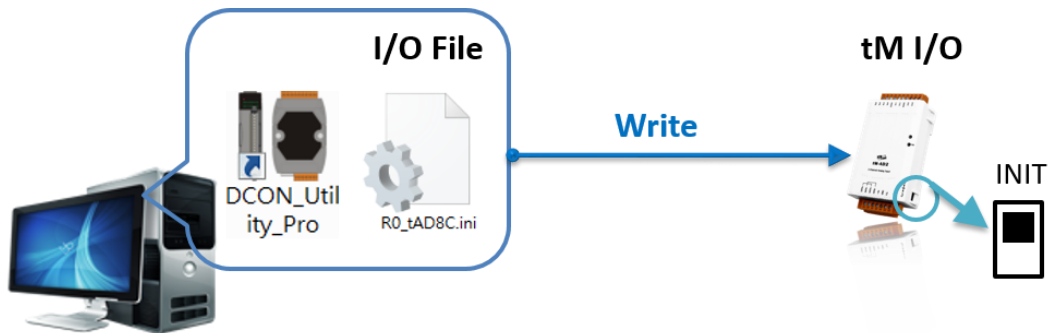 I/O File
tM I/O
Write
DCON_Util
ity_Pro
R0_tAD8C.ini
INIT